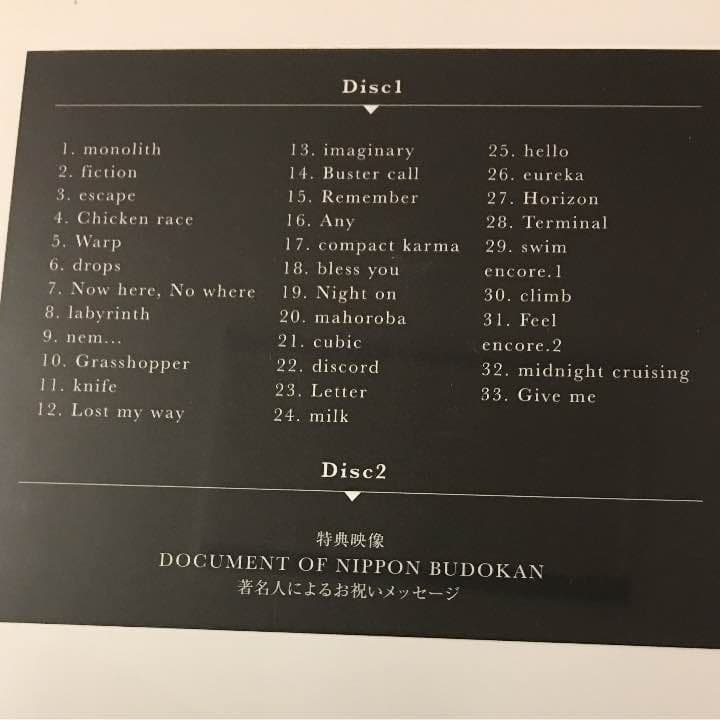 Disc1
1. monolith
2. fiction
3. escape
4. Chicken race
5. Warp
6. drops
7. Now here, No where
8. labyrinth
9. nem...
10. Grasshopper
11. knife
12. Lost my way
13. imaginary
14. Buster call
15. Remember
16. Any
17. compact karma
18. bless you
19. Night on
20. mahoroba
21. cubic
22. discord
23. Letter
24. milk
25. hello
26. eureka
27. Horizon
28. Terminal
29. swim
encore.1
30. climb
31. Feel
encore.2
32. midnight cruising
33. Give me
Disc2
特典映像
DOCUMENT OF NIPPON BUDOKAN
著名人によるお祝いメッセージ